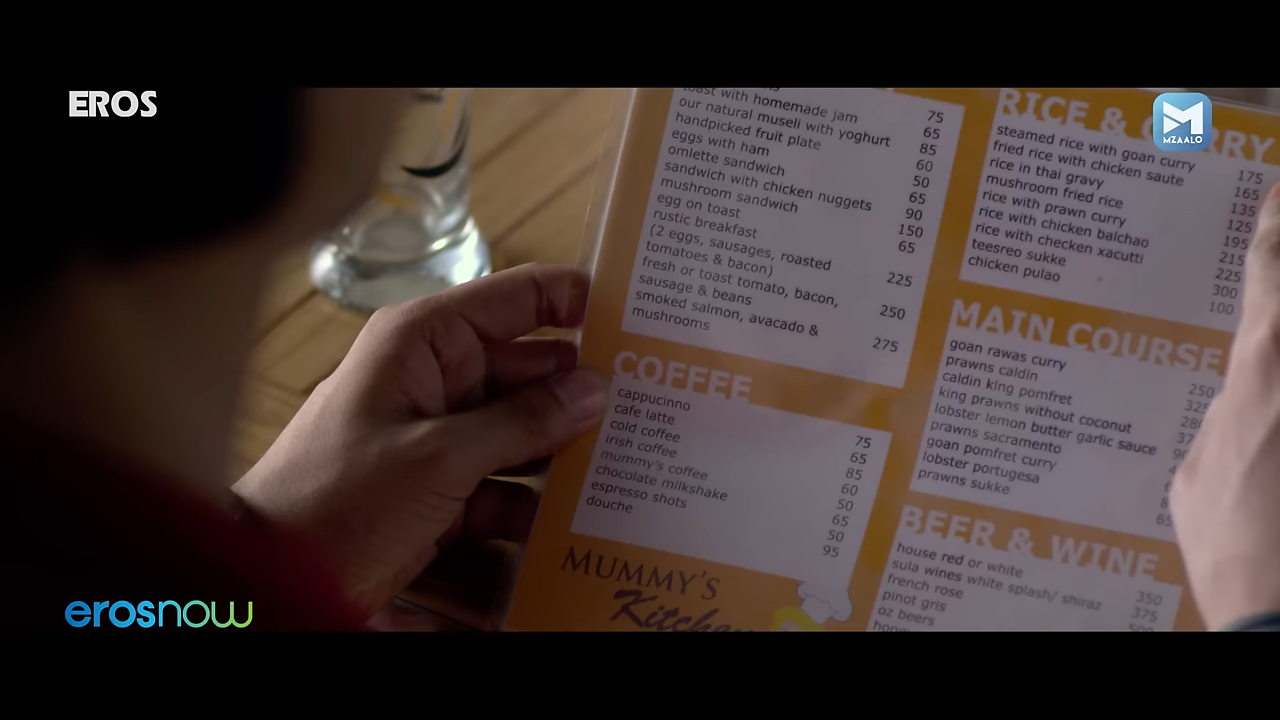 EROS
MZAALO
toast with homemade jam 75
our natural museli with yoghurt 65
handpicked fruit plate 85
eggs with ham 60
omlette sandwich 50
sandwich with chicken nuggets 65
mushroom sandwich 90
egg on toast 150
rustic breakfast 65
(2 eggs, sausages, roasted
tomatoes & bacon) 225
fresh or toast tomato, bacon,
sausage & beans 250
smoked salmon, avacado &
mushrooms 275
COFFEE
cappucinno 75
cafe latte 65
cold coffee 85
irish coffee 60
mummy's coffee 50
chocolate milkshake 65
espresso shots 50
douche 95
MUMMY'S
Kitchen
RICE & CURRY
steamed rice with goan curry 175
fried rice with chicken saute 165
rice in thai gravy 135
mushroom fried rice 125
rice with prawn curry 195
rice with chicken balchao 215
rice with checken xacutti 225
teesreo sukke 300
chicken pulao 100
MAIN COURSE
goan rawas curry 250
prawns caldin 325
caldin king pomfret
king prawns without coconut
lobster lemon butter garlic sauce
prawns sacramento
goan pomfret curry
lobster portugesa
prawns sukke
BEER & WINE
house red or white 350
sula wines white splash/ shiraz 375
french rose
pinot gris
oz beers
erosnow